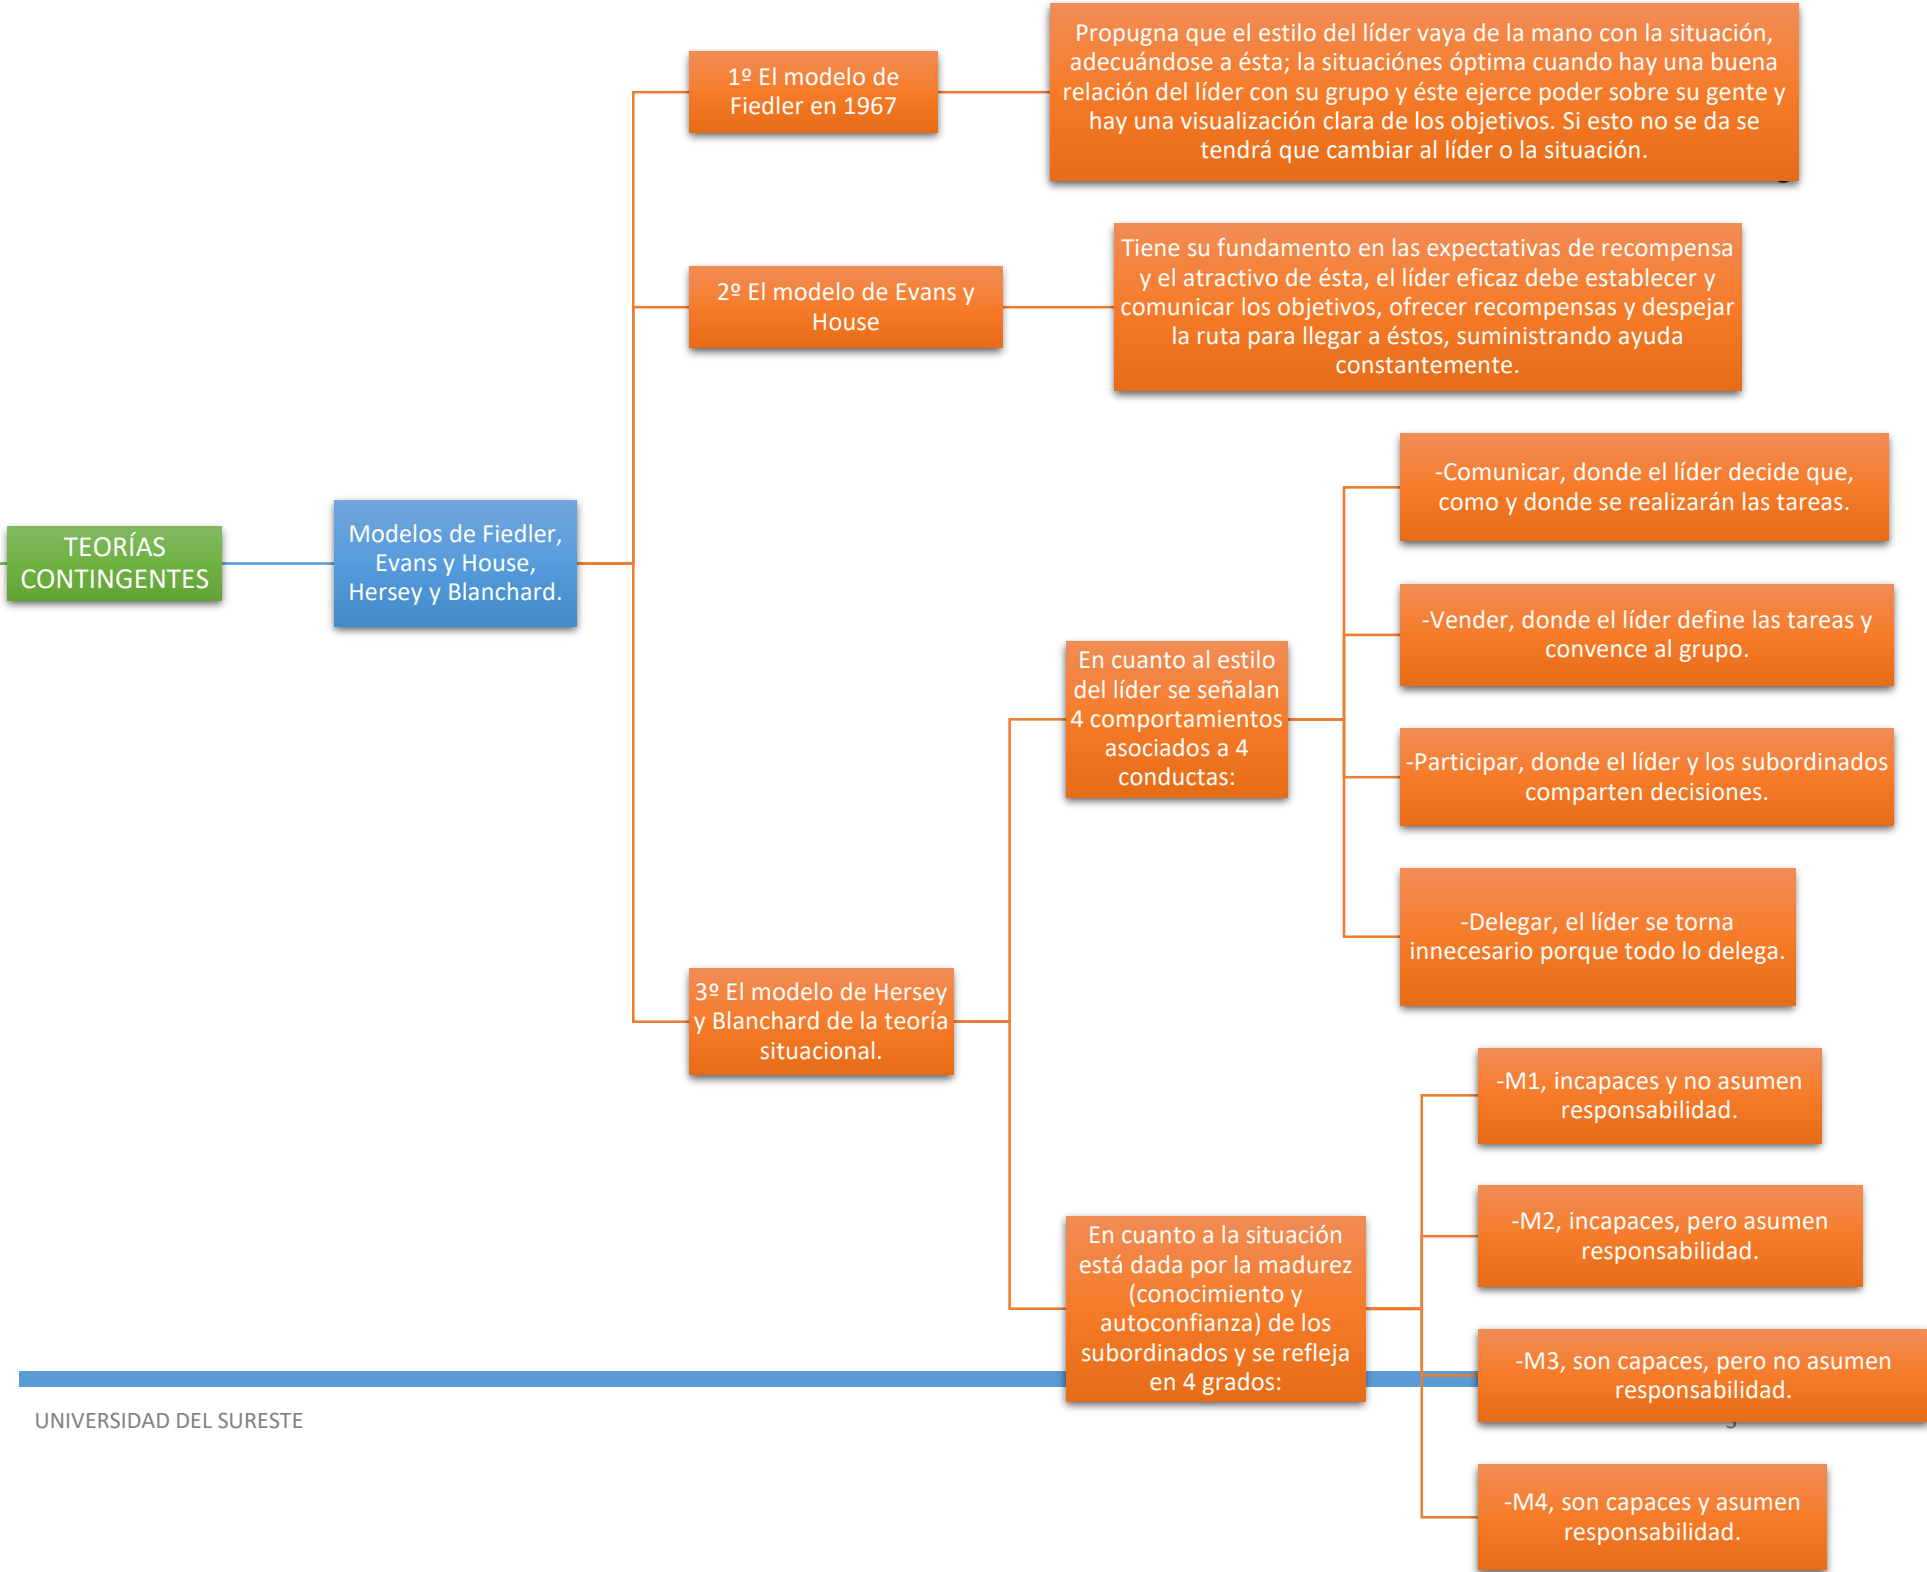 1º El modelo de
Fiedler en 1967
Propugna que el estilo del líder vaya de la mano con la situación,
adecuándose a ésta; la situaciónes óptima cuando hay una buena
relación del líder con su grupo y éste ejerce poder sobre su gente y
hay una visualización clara de los objetivos. Si esto no se da se
tendrá que cambiar al líder o la situación.
2º El modelo de Evans y
House
Tiene su fundamento en las expectativas de recompensa
y el atractivo de ésta, el líder eficaz debe establecer y
comunicar los objetivos, ofrecer recompensas y despejar
la ruta para llegar a éstos, suministrando ayuda
constantemente.
TEORÍAS
CONTINGENTES
Modelos de Fiedler,
Evans y House,
Hersey y Blanchard.
3º El modelo de Hersey
y Blanchard de la teoría
situacional.
En cuanto al estilo
del líder se señalan
4 comportamientos
asociados a 4
conductas:
-Comunicar, donde el líder decide que,
como y donde se realizarán las tareas.
-Vender, donde el líder define las tareas y
convence al grupo.
-Participar, donde el líder y los subordinados
comparten decisiones.
-Delegar, el líder se torna
innecesario porque todo lo delega.
En cuanto a la situación
está dada por la madurez
(conocimiento y
autoconfianza) de los
subordinados y se refleja
en 4 grados:
-M1, incapaces y no asumen
responsabilidad.
-M2, incapaces, pero asumen
responsabilidad.
-M3, son capaces, pero no asumen
responsabilidad.
-M4, son capaces y asumen
responsabilidad.
UNIVERSIDAD DEL SURESTE